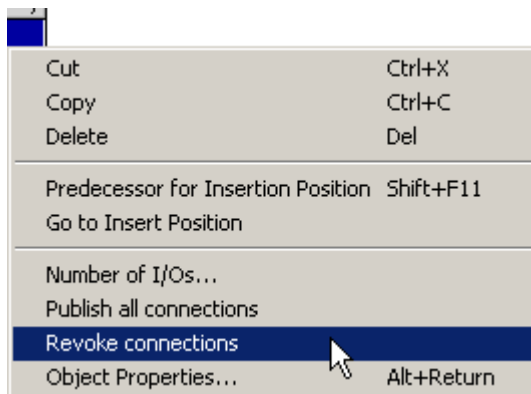 Cut Ctrl+X
Copy Ctrl+C
Delete Del
Predecessor for Insertion Position Shift+F11
Go to Insert Position
Number of I/Os...
Publish all connections
Revoke connections
Object Properties... Alt+Return